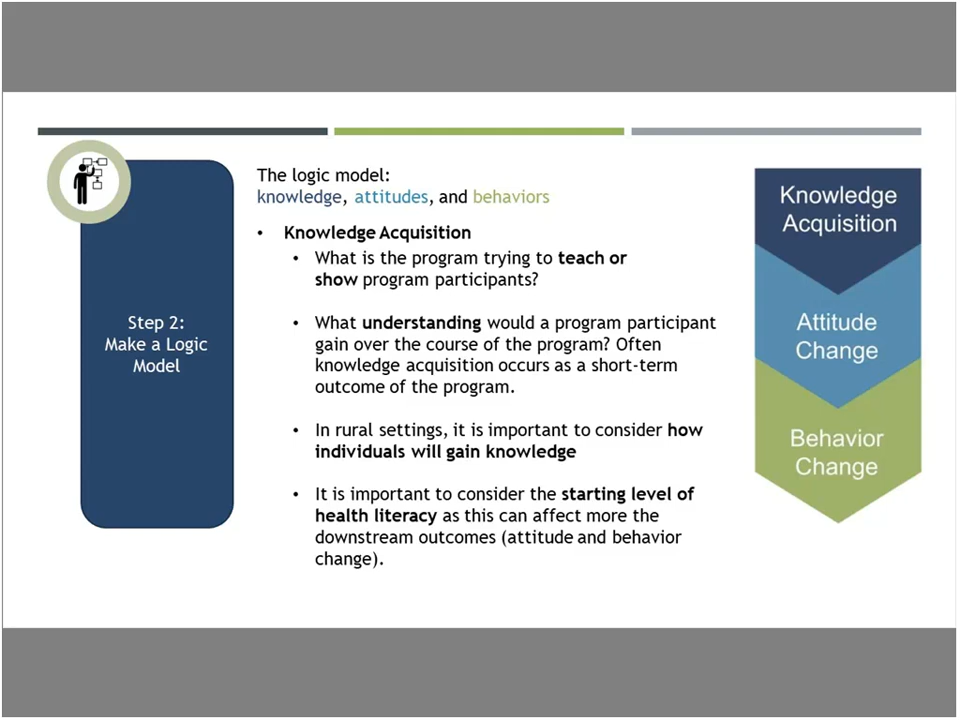 Step 2:
Make a Logic
Model
The logic model:
knowledge, attitudes, and behaviors
• Knowledge Acquisition
• What is the program trying to teach or
show program participants?
• What understanding would a program participant
gain over the course of the program? Often
knowledge acquisition occurs as a short-term
outcome of the program.
• In rural settings, it is important to consider how
individuals will gain knowledge
• It is important to consider the starting level of
health literacy as this can affect more the
downstream outcomes (attitude and behavior
change).
Knowledge
Acquisition
Attitude
Change
Behavior
Change